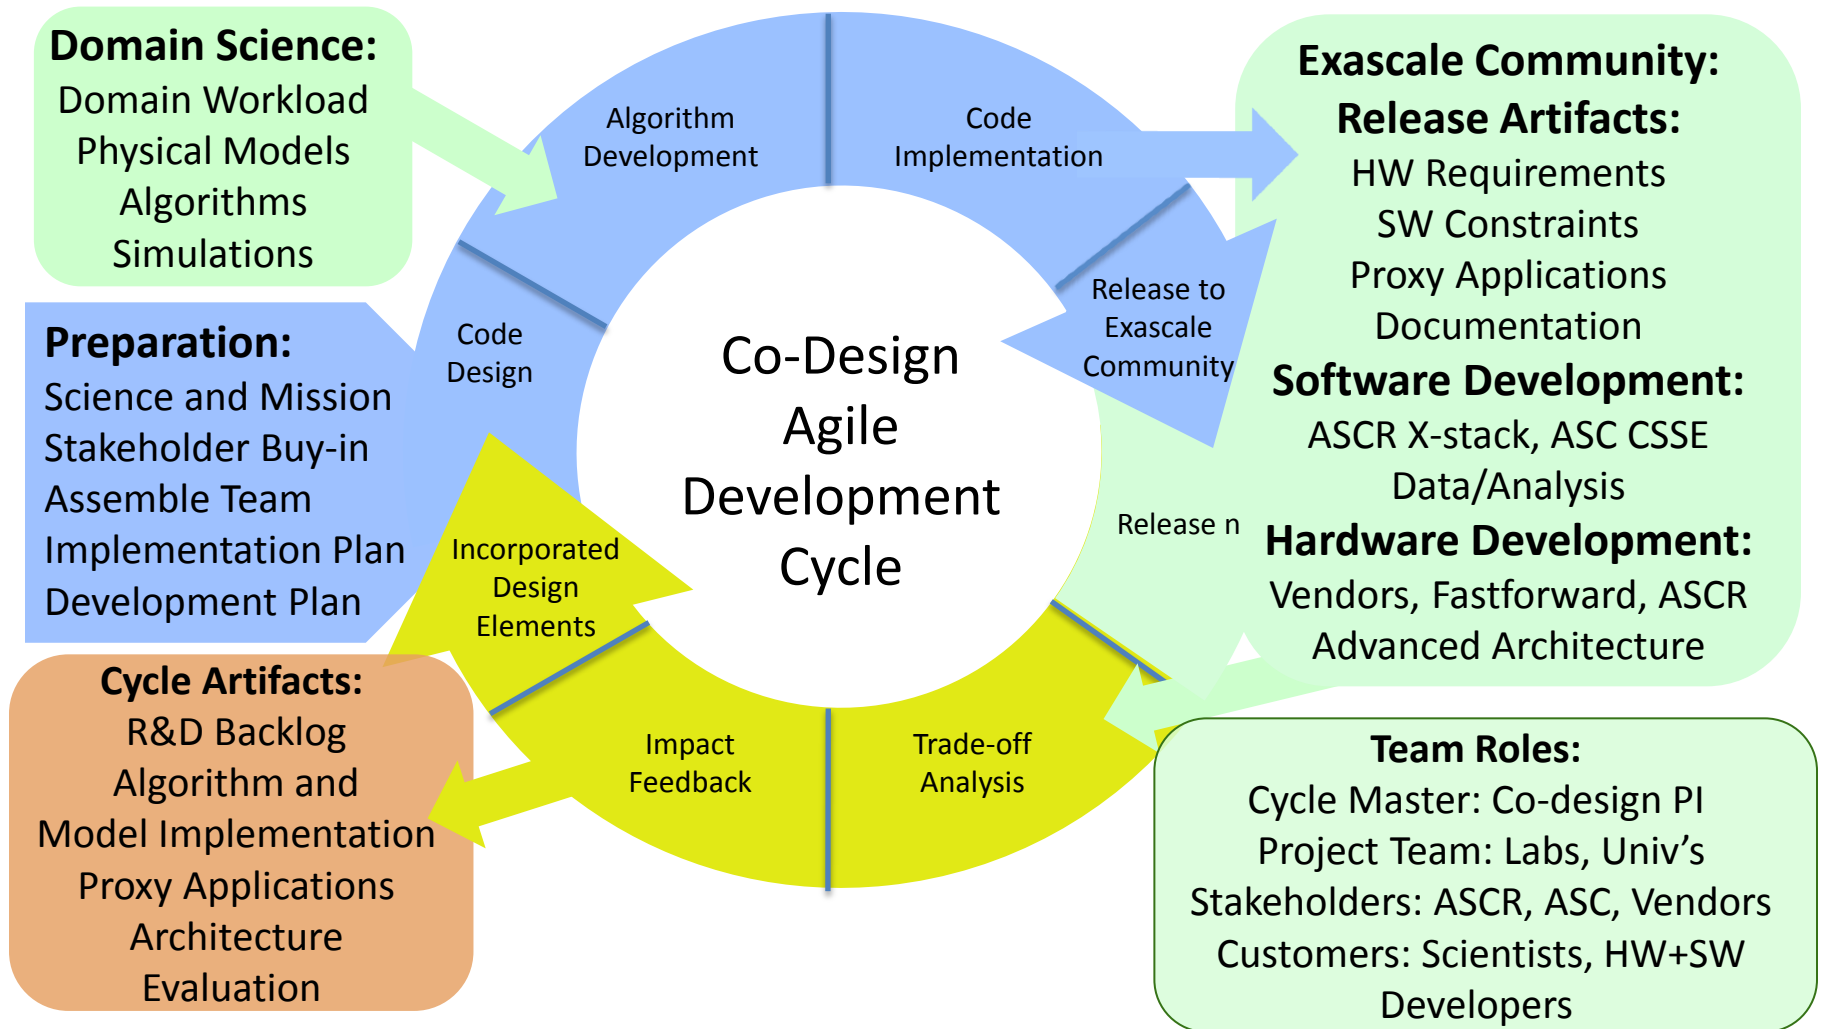 Domain Science:
Domain Workload
Physical Models
Algorithms
Simulations
Preparation:
Science and Mission
Stakeholder Buy-in
Assemble Team
Implementation Plan
Development Plan
Cycle Artifacts:
R&D Backlog
Algorithm and
Model Implementation
Proxy Applications
Architecture
Evaluation
Algorithm
Development
Code
Implementation
Code
Design
Release to
Exascale
Community
Release n
Incorporated
Design
Elements
Impact
Feedback
Trade-off
Analysis
Co-Design
Agile
Development
Cycle
Exascale Community:
Release Artifacts:
HW Requirements
SW Constraints
Proxy Applications
Documentation
Software Development:
ASCR X-stack, ASC CSSE
Data/Analysis
Hardware Development:
Vendors, Fastforward, ASCR
Advanced Architecture
Team Roles:
Cycle Master: Co-design PI
Project Team: Labs, Univ’s
Stakeholders: ASCR, ASC, Vendors
Customers: Scientists, HW+SW
Developers